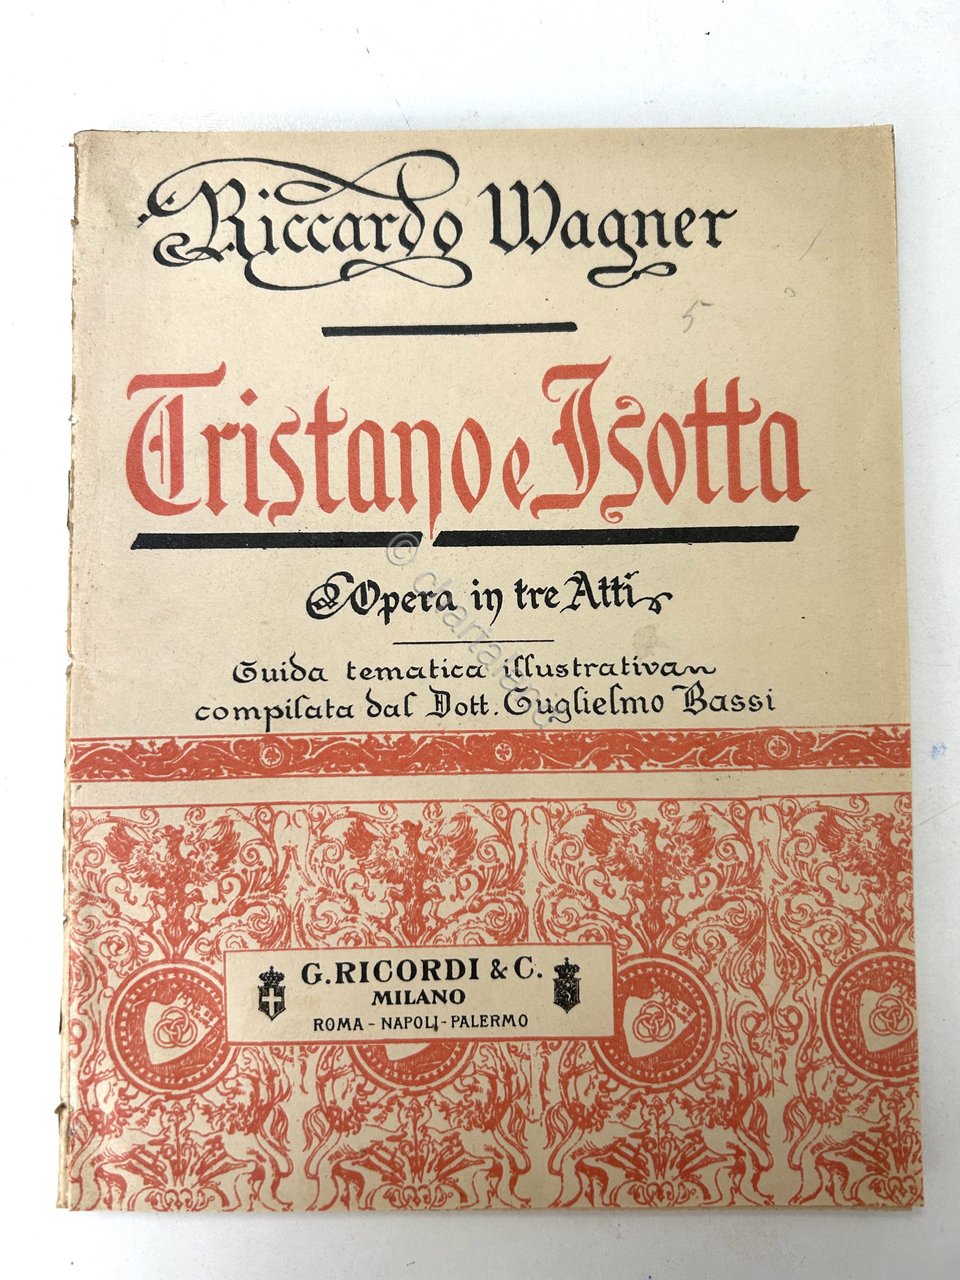 Riccardo Wagner
5
Tristano e Isotta
Opera in tre Atti
Guida tematica illustrativa
compilata dal Dott. Guglielmo Bassi
G. RICORDI & C.
MILANO
ROMA - NAPOLI - PALERMO